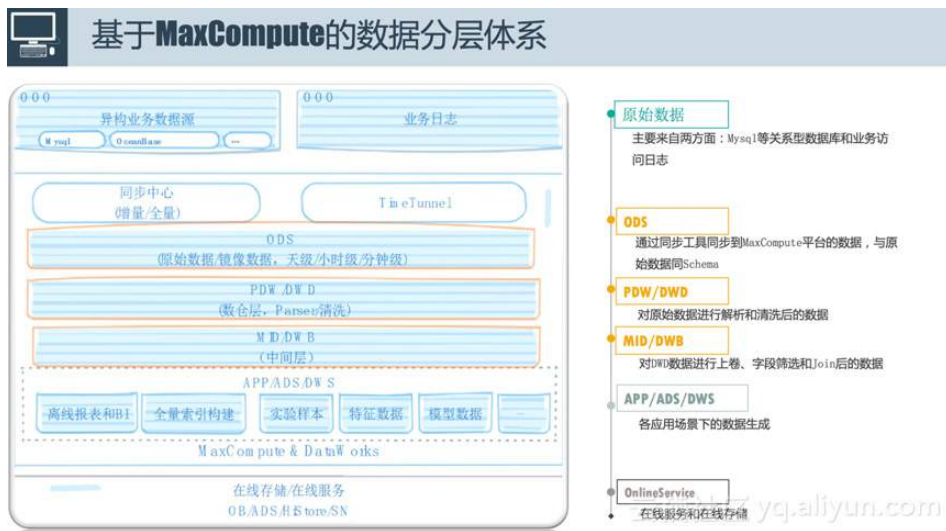 基于MaxCompute的数据分层体系
异构业务数据源
Mysql
OceanBase
...
业务日志
同步中心
(增量/全量)
TimeTunnel
ODS
(原始数据/镜像数据，天级/小时级/分钟级)
PDW/DWD
(数仓层，Parser清洗)
MID/DWB
(中间层)
APP/ADS/DWS
离线报表和BI
全量索引构建
实验样本
特征数据
模型数据
...
MaxCompute & DataWorks
在线存储/在线服务
OB/ADS/HiStore/SN
原始数据
主要来自两方面：Mysql等关系型数据库和业务访
问日志
ODS
通过同步工具同步到MaxCompute平台的数据，与原
始数据同Schema
PDW/DWD
对原始数据进行解析和清洗后的数据
MID/DWB
对DWD数据进行上卷、字段筛选和Join后的数据
APP/ADS/DWS
各应用场景下的数据生成
OnlineService
在线服务和在线存储
yq.aliyun.com